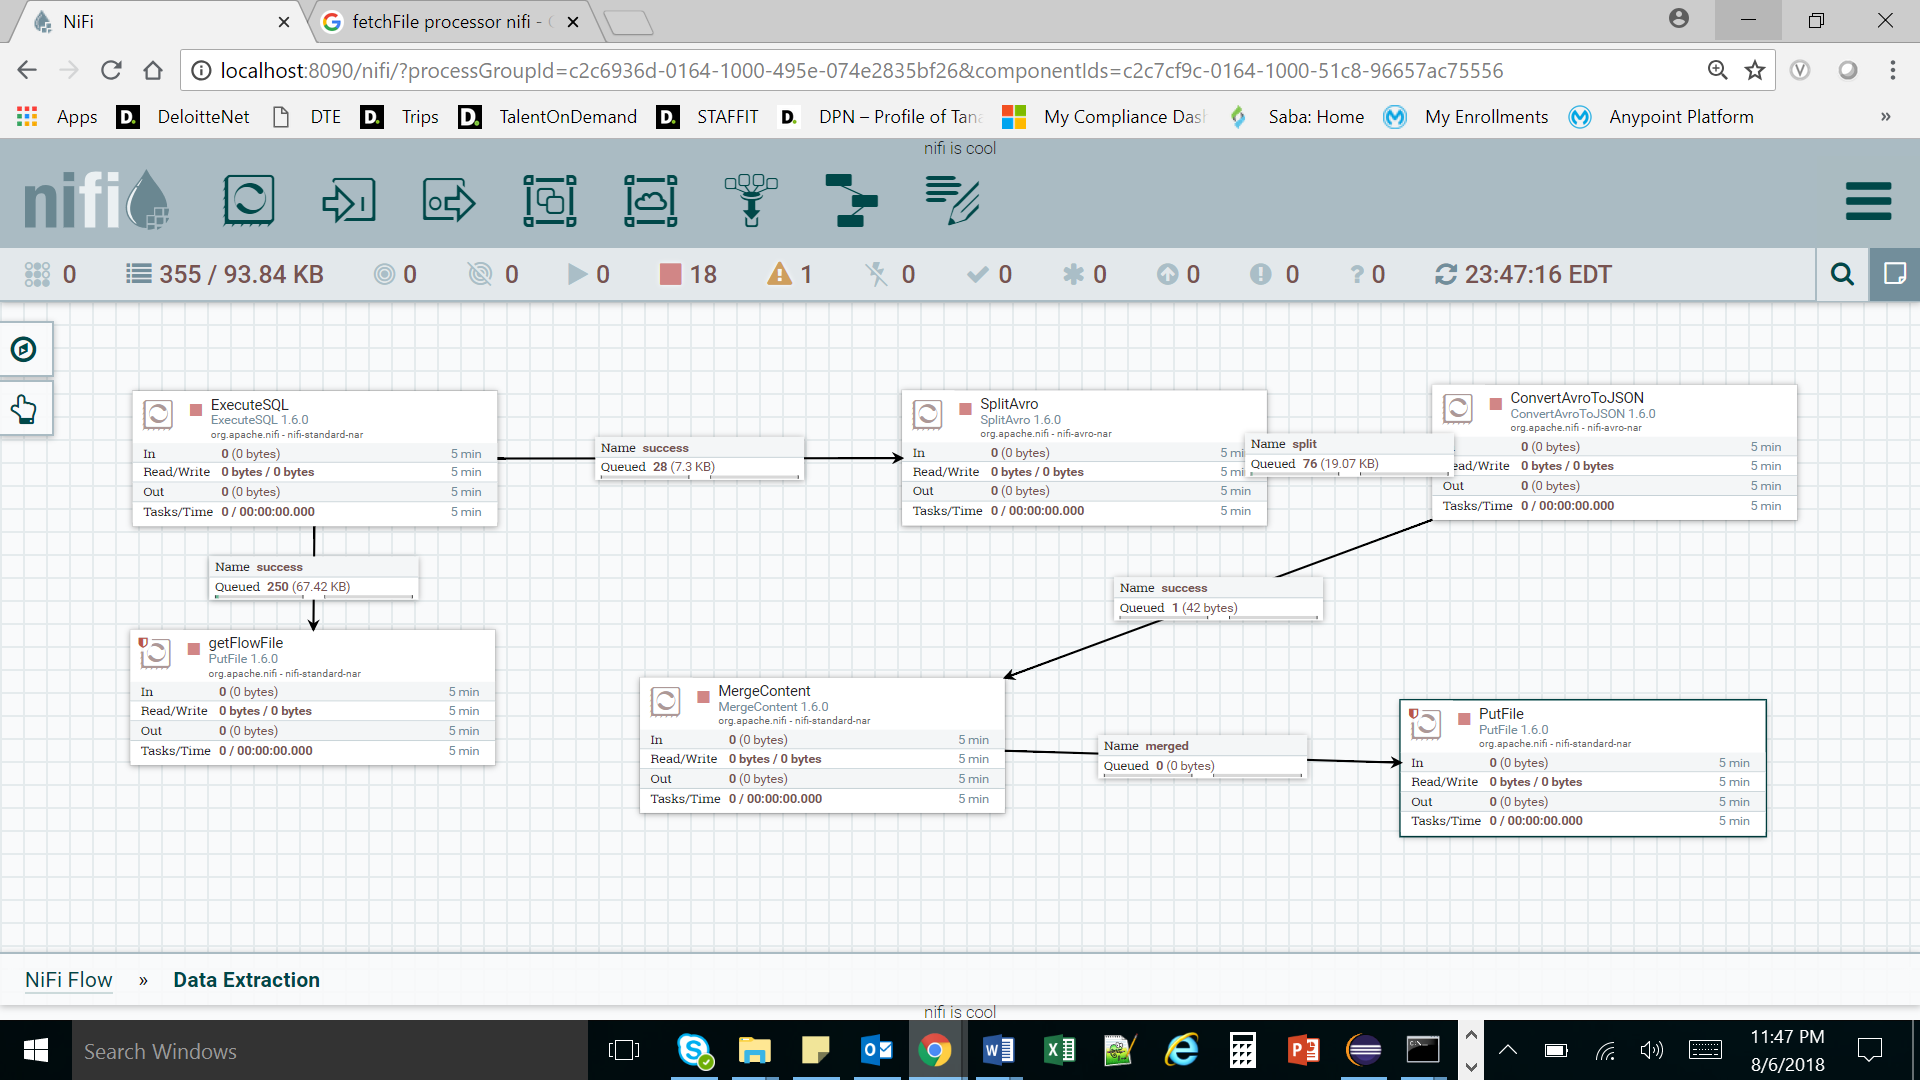 NiFi
fetchFile processor nifi -
localhost:8090/nifi/?processGroupId=c2c6936d-0164-1000-495e-074e2835bf26&componentIds=c2c7cf9c-0164-1000-51c8-96657ac75556
Apps D. DeloitteNet DTE D. Trips D. TalentOnDemand D. STAFFIT D. DPN – Profile of Tana My Compliance Dash Saba: Home My Enrollments Anypoint Platform »
nifi is cool
nifi
0 355 / 93.84 KB 0 0 0 18 1 0 0 0 0 0 ? 0 23:47:16 EDT
ExecuteSQL
ExecuteSQL 1.6.0
org.apache.nifi - nifi-standard-nar
In 0 (0 bytes) 5 min
Read/Write 0 bytes / 0 bytes 5 min
Out 0 (0 bytes) 5 min
Tasks/Time 0 / 00:00:00.000 5 min
Name success
Queued 28 (7.3 KB)
SplitAvro
SplitAvro 1.6.0
org.apache.nifi - nifi-avro-nar
In 0 (0 bytes) 5 mi
Read/Write 0 bytes / 0 bytes 5 mi
Out 0 (0 bytes) 5 min
Tasks/Time 0 / 00:00:00.000 5 min
Name split
Queued 76 (19.07 KB)
ConvertAvroToJSON
ConvertAvroToJSON 1.6.0
org.apache.nifi - nifi-avro-nar
0 (0 bytes) 5 min
ead/Write 0 bytes / 0 bytes 5 min
Out 0 (0 bytes) 5 min
Tasks/Time 0 / 00:00:00.000 5 min
Name success
Queued 250 (67.42 KB)
Name success
Queued 1 (42 bytes)
getFlowFile
PutFile 1.6.0
org.apache.nifi - nifi-standard-nar
In 0 (0 bytes) 5 min
Read/Write 0 bytes / 0 bytes 5 min
Out 0 (0 bytes) 5 min
Tasks/Time 0 / 00:00:00.000 5 min
MergeContent
MergeContent 1.6.0
org.apache.nifi - nifi-standard-nar
In 0 (0 bytes) 5 min
Read/Write 0 bytes / 0 bytes 5 min
Out 0 (0 bytes) 5 min
Tasks/Time 0 / 00:00:00.000 5 min
Name merged
Queued 0 (0 bytes)
PutFile
PutFile 1.6.0
org.apache.nifi - nifi-standard-nar
In 0 (0 bytes) 5 min
Read/Write 0 bytes / 0 bytes 5 min
Out 0 (0 bytes) 5 min
Tasks/Time 0 / 00:00:00.000 5 min
NiFi Flow » Data Extraction
nifi is cool
Search Windows
11:47 PM
8/6/2018